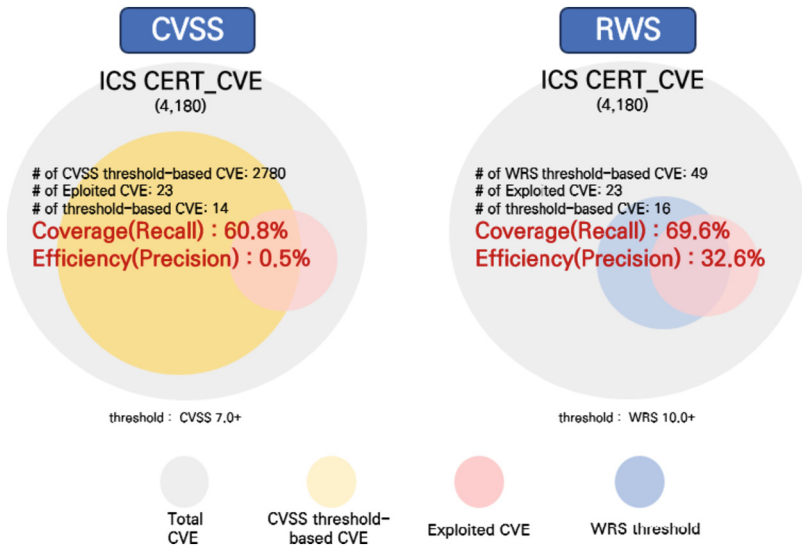 CVSS
ICS CERT_CVE
(4,180)
# of CVSS threshold-based CVE: 2780
# of Eploited CVE: 23
# of threshold-based CVE: 14
Coverage(Recall) : 60.8%
Efficiency(Precision) : 0.5%
threshold : CVSS 7.0+
RWS
ICS CERT_CVE
(4,180)
# of WRS threshold-based CVE: 49
# of Exploited CVE: 23
# of threshold-based CVE: 16
Coverage(Recall) : 69.6%
Efficiency(Precision) : 32.6%
threshold : WRS 10.0+
Total
CVE
CVSS threshold-
based CVE
Exploited CVE
WRS threshold